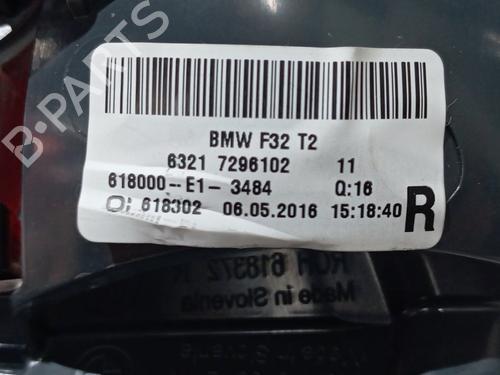 B-PARTS
BMW F32 T2
6321 7296102 11
618000--E1-3484 Q:16
618302 06.05.2016 15:18:40 R
618372 R
Made in Slovenia